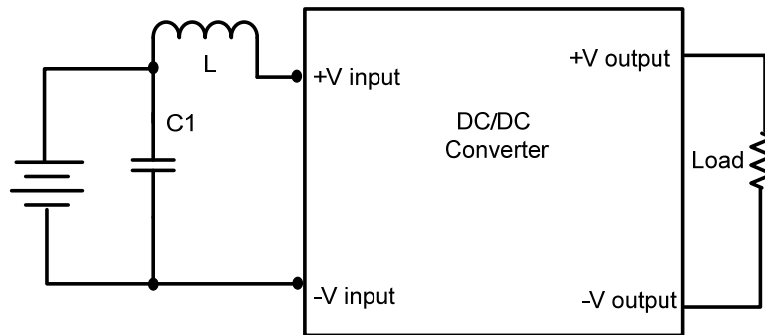 L
+V input
C1
DC/DC
Converter
+V output
Load
–V input
–V output